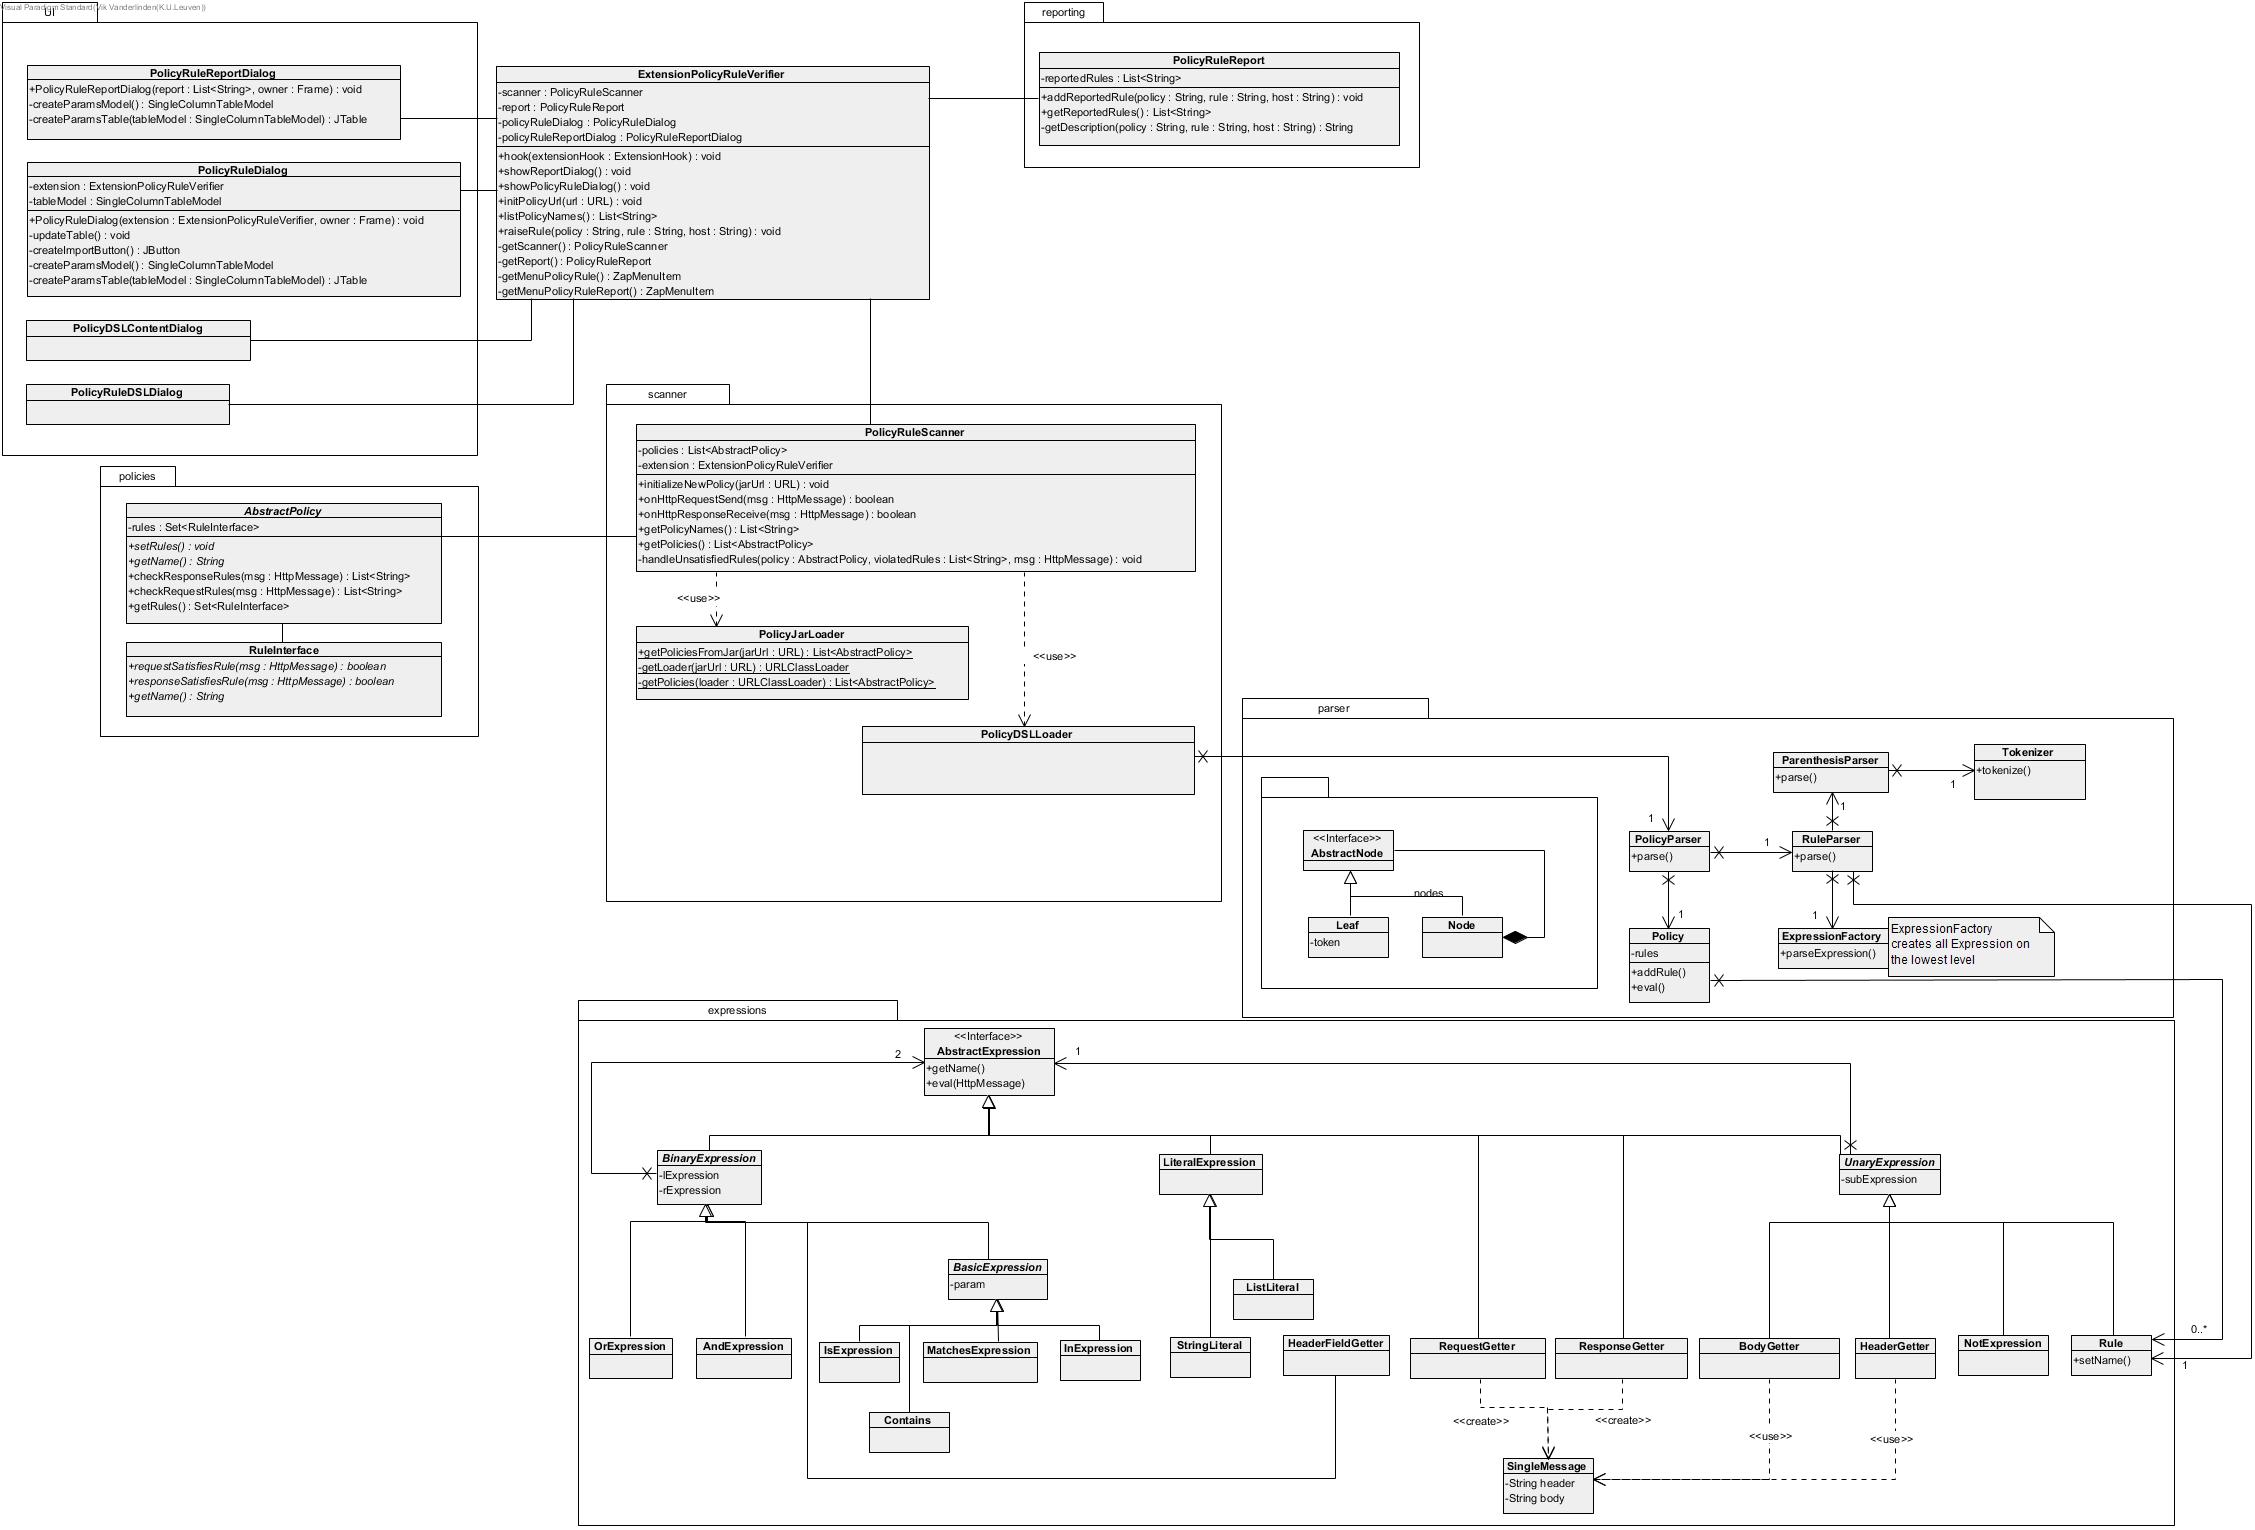 Visual Paradigm Standard(Vik Vanderlinden(K.U.Leuven))
UI
PolicyRuleReportDialog
+PolicyRuleReportDialog(report : List<String>, owner : Frame) : void
-createParamsModel() : SingleColumnTableModel
-createParamsTable(tableModel : SingleColumnTableModel) : JTable
PolicyRuleDialog
-extension : ExtensionPolicyRuleVerifier
-tableModel : SingleColumnTableModel
+PolicyRuleDialog(extension : ExtensionPolicyRuleVerifier, owner : Frame) : void
-updateTable() : void
-createImportButton() : JButton
-createParamsModel() : SingleColumnTableModel
-createParamsTable(tableModel : SingleColumnTableModel) : JTable
PolicyDSLContentDialog
PolicyRuleDSLDialog
ExtensionPolicyRuleVerifier
-scanner : PolicyRuleScanner
-report : PolicyRuleReport
-policyRuleDialog : PolicyRuleDialog
-policyRuleReportDialog : PolicyRuleReportDialog
+hook(extensionHook : ExtensionHook) : void
+showReportDialog() : void
+showPolicyRuleDialog() : void
+initPolicyUrl(url : URL) : void
+listPolicyNames() : List<String>
+raiseRule(policy : String, rule : String, host : String) : void
-getScanner() : PolicyRuleScanner
-getReport() : PolicyRuleReport
-getMenuPolicyRule() : ZapMenuItem
-getMenuPolicyRuleReport() : ZapMenuItem
reporting
PolicyRuleReport
-reportedRules : List<String>
+addReportedRule(policy : String, rule : String, host : String) : void
+getReportedRules() : List<String>
-getDescription(policy : String, rule : String, host : String) : String
policies
AbstractPolicy
-rules : Set<RuleInterface>
+setRules() : void
+getName() : String
+checkResponseRules(msg : HttpMessage) : List<String>
+checkRequestRules(msg : HttpMessage) : List<String>
+getRules() : Set<RuleInterface>
RuleInterface
+requestSatisfiesRule(msg : HttpMessage) : boolean
+responseSatisfiesRule(msg : HttpMessage) : boolean
+getName() : String
scanner
PolicyRuleScanner
-policies : List<AbstractPolicy>
-extension : ExtensionPolicyRuleVerifier
+initializeNewPolicy(jarUrl : URL) : void
+onHttpRequestSend(msg : HttpMessage) : boolean
+onHttpResponseReceive(msg : HttpMessage) : boolean
+getPolicyNames() : List<String>
+getPolicies() : List<AbstractPolicy>
-handleUnsatisfiedRules(policy : AbstractPolicy, violatedRules : List<String>, msg : HttpMessage) : void
<<use>>
<<use>>
PolicyJarLoader
+getPoliciesFromJar(jarUrl : URL) : List<AbstractPolicy>
-getLoader(jarUrl : URL) : URLClassLoader
-getPolicies(loader : URLClassLoader) : List<AbstractPolicy>
PolicyDSLLoader
parser
<<Interface>>
AbstractNode
nodes
Leaf
-token
Node
1
PolicyParser
+parse()
1
1
Policy
-rules
+addRule()
+eval()
ParenthesisParser
+parse()
1
Tokenizer
+tokenize()
1
RuleParser
+parse()
1
ExpressionFactory
+parseExpression()
ExpressionFactory
creates all Expression on
the lowest level
expressions
<<Interface>>
AbstractExpression
+getName()
+eval(HttpMessage)
2
1
BinaryExpression
-lExpression
-rExpression
LiteralExpression
UnaryExpression
-subExpression
BasicExpression
-param
ListLiteral
OrExpression
AndExpression
IsExpression
MatchesExpression
InExpression
StringLiteral
HeaderFieldGetter
RequestGetter
ResponseGetter
BodyGetter
HeaderGetter
NotExpression
Rule
+setName()
0..*
1
Contains
<<create>>
<<create>>
<<use>>
<<use>>
SingleMessage
-String header
-String body